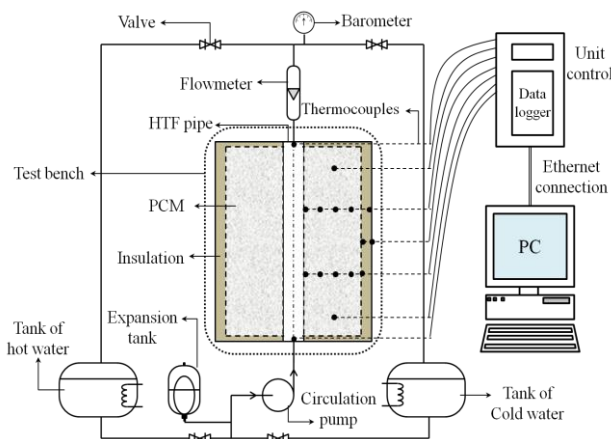 Valve
Barometer
Flowmeter
Thermocouples
HTF pipe
Test bench
PCM
Insulation
Expansion
tank
Tank of
hot water
Circulation
pump
Tank of
Cold water
Unit
control
Data
logger
Ethernet
connection
PC